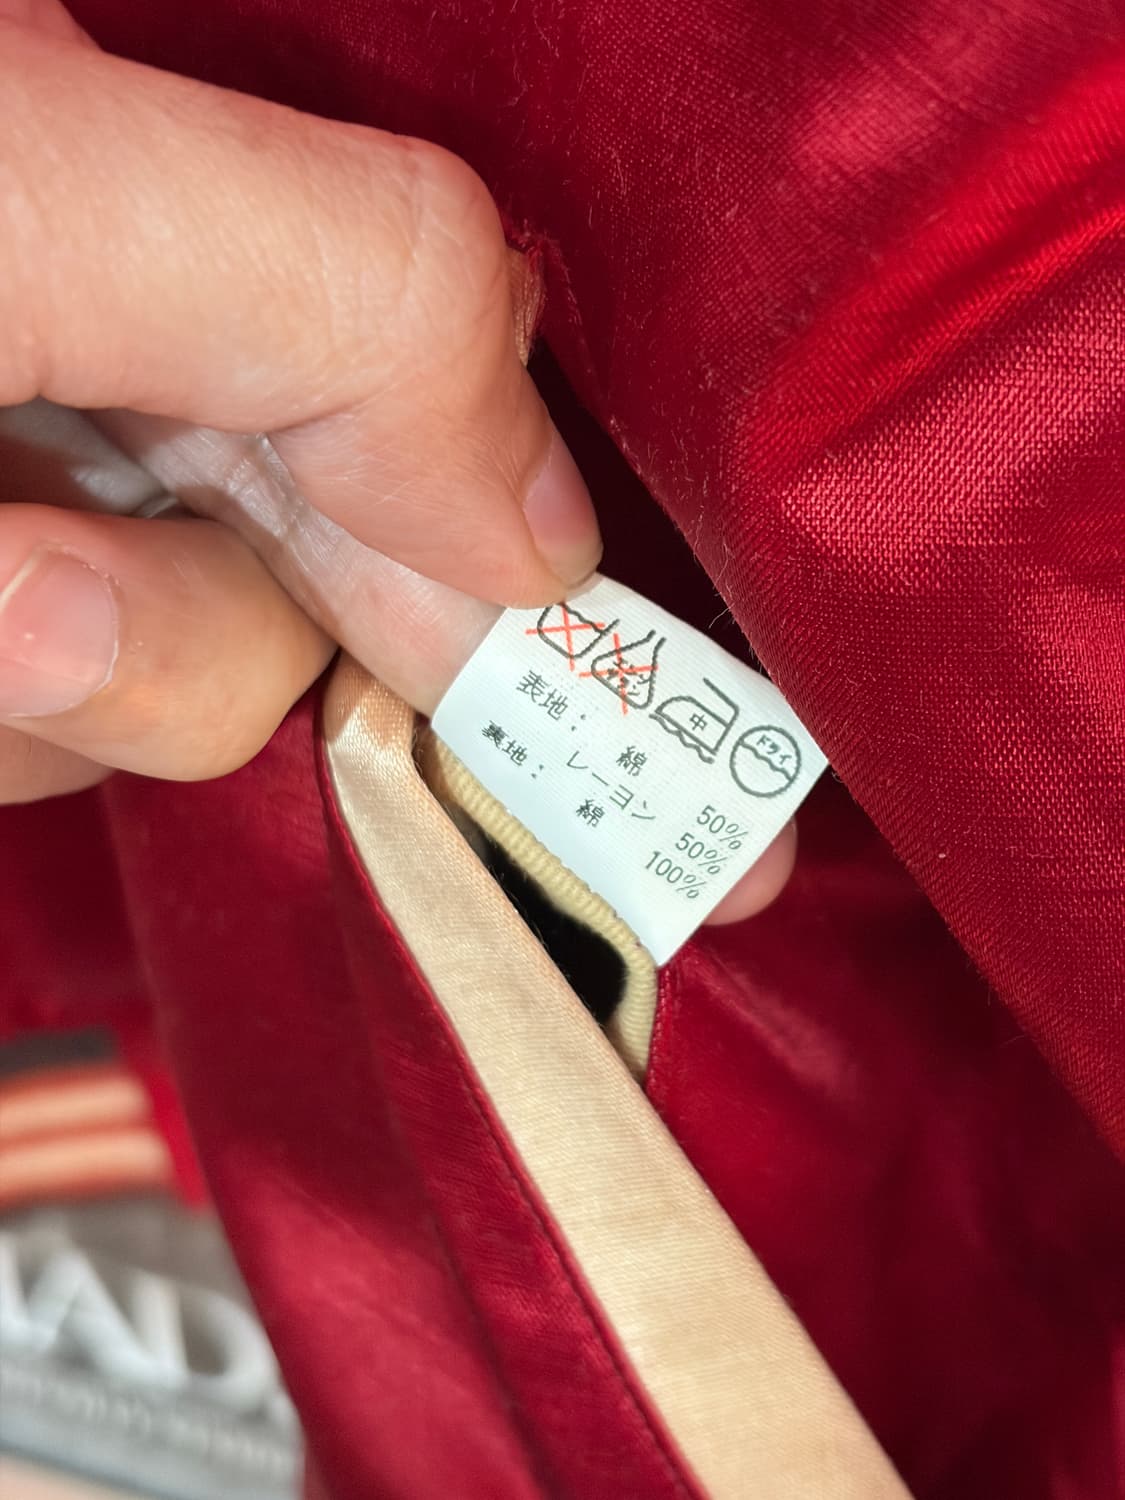 中 ドライ
表地： 綿 50%
レーヨン 50%
裏地： 綿 100%